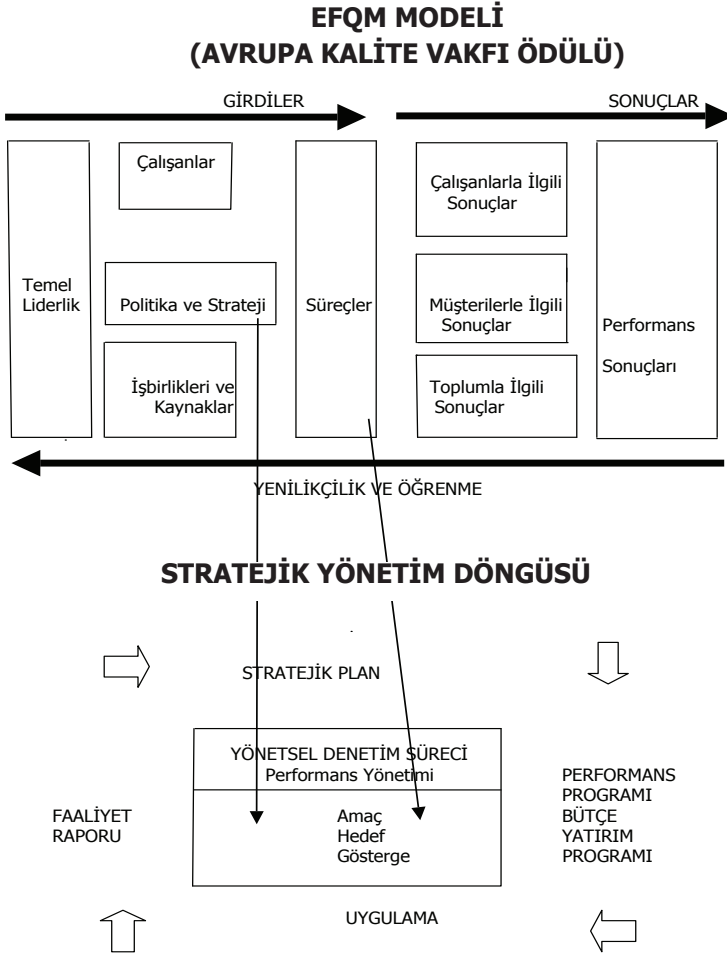 EFQM MODELİ
(AVRUPA KALİTE VAKFI ÖDÜLÜ)
GİRDİLER
SONUÇLAR
Temel
Liderlik
Çalışanlar
Politika ve Strateji
İşbirlikleri ve
Kaynaklar
Süreçler
Çalışanlarla İlgili
Sonuçlar
Müşterilerle İlgili
Sonuçlar
Toplumla İlgili
Sonuçlar
Performans
Sonuçları
YENİLİKÇİLİK VE ÖĞRENME
STRATEJİK YÖNETİM DÖNGÜSÜ
STRATEJİK PLAN
YÖNETSEL DENETİM SÜRECİ
Performans Yönetimi
Amaç
Hedef
Gösterge
FAALİYET
RAPORU
PERFORMANS
PROGRAMI
BÜTÇE
YATIRIM
PROGRAMI
UYGULAMA